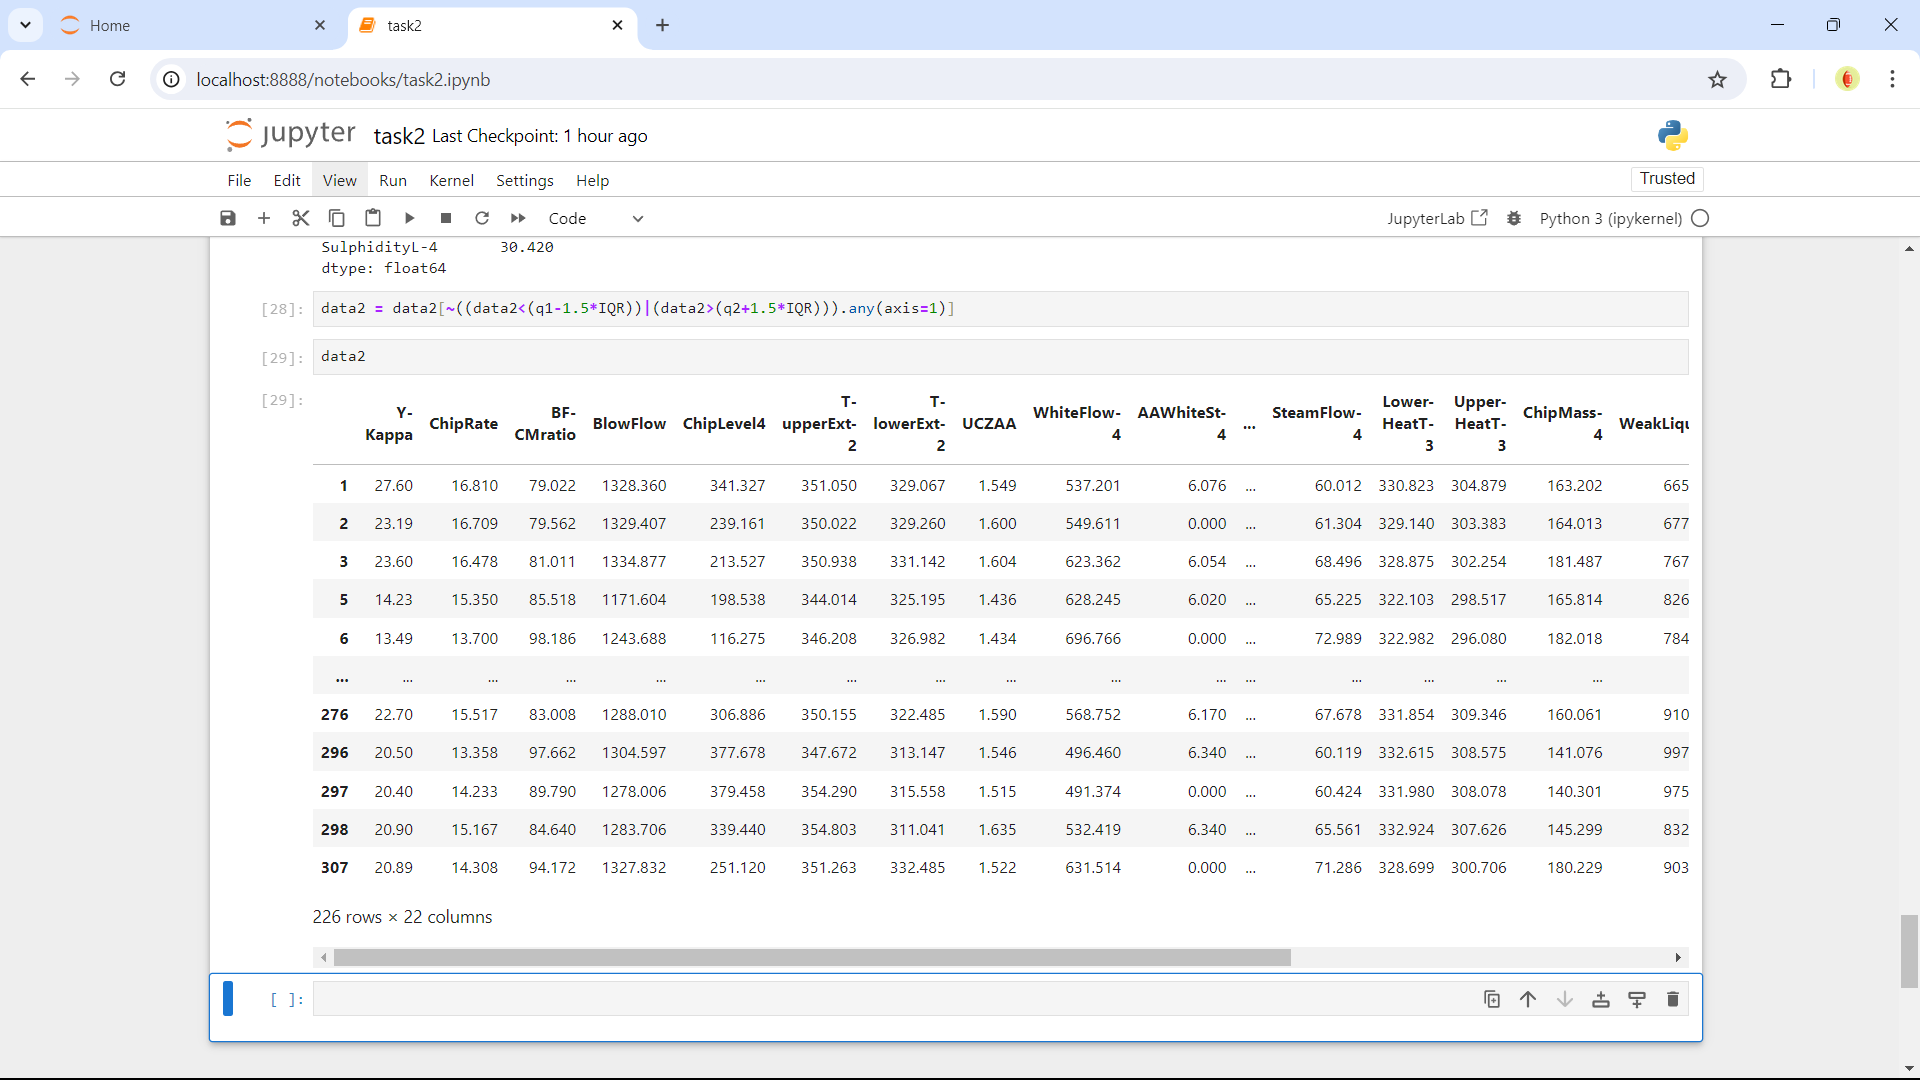 Home
task2
localhost:8888/notebooks/task2.ipynb
jupyter task2 Last Checkpoint: 1 hour ago
File Edit View Run Kernel Settings Help Trusted
Code JupyterLab Python 3 (ipykernel)
SulphidityL-4 30.420
dtype: float64
[28]: data2 = data2[~((data2<(q1-1.5*IQR))|(data2>(q2+1.5*IQR))).any(axis=1)]
[29]: data2
[29]:
Y-Kappa ChipRate BF-CMratio BlowFlow ChipLevel4 T-upperExt-2 T-lowerExt-2 UCZAA WhiteFlow-4 AAWhiteSt-4 ... SteamFlow-4 Lower-HeatT-3 Upper-HeatT-3 ChipMass-4 WeakLiqu
1 27.60 16.810 79.022 1328.360 341.327 351.050 329.067 1.549 537.201 6.076 ... 60.012 330.823 304.879 163.202 665
2 23.19 16.709 79.562 1329.407 239.161 350.022 329.260 1.600 549.611 0.000 ... 61.304 329.140 303.383 164.013 677
3 23.60 16.478 81.011 1334.877 213.527 350.938 331.142 1.604 623.362 6.054 ... 68.496 328.875 302.254 181.487 767
5 14.23 15.350 85.518 1171.604 198.538 344.014 325.195 1.436 628.245 6.020 ... 65.225 322.103 298.517 165.814 826
6 13.49 13.700 98.186 1243.688 116.275 346.208 326.982 1.434 696.766 0.000 ... 72.989 322.982 296.080 182.018 784
... ... ... ... ... ... ... ... ... ... ... ... ... ... ... ...
276 22.70 15.517 83.008 1288.010 306.886 350.155 322.485 1.590 568.752 6.170 ... 67.678 331.854 309.346 160.061 910
296 20.50 13.358 97.662 1304.597 377.678 347.672 313.147 1.546 496.460 6.340 ... 60.119 332.615 308.575 141.076 997
297 20.40 14.233 89.790 1278.006 379.458 354.290 315.558 1.515 491.374 0.000 ... 60.424 331.980 308.078 140.301 975
298 20.90 15.167 84.640 1283.706 339.440 354.803 311.041 1.635 532.419 6.340 ... 65.561 332.924 307.626 145.299 832
307 20.89 14.308 94.172 1327.832 251.120 351.263 332.485 1.522 631.514 0.000 ... 71.286 328.699 300.706 180.229 903
226 rows × 22 columns
[ ]: